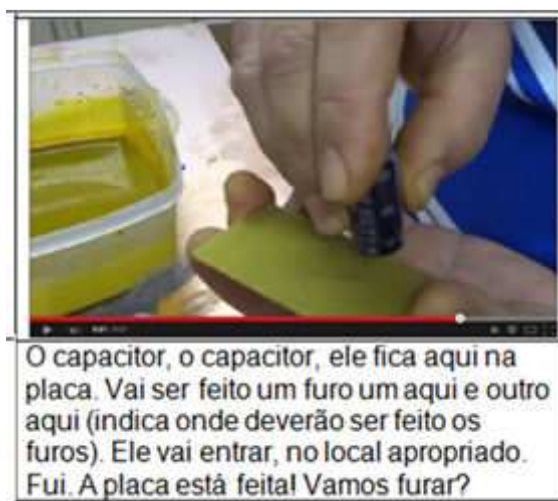 O capacitor, o capacitor, ele fica aqui na
placa. Vai ser feito um furo um aqui e outro
aqui (indica onde deverão ser feito os
furos). Ele vai entrar, no local apropriado.
Fui. A placa está feita! Vamos furar?